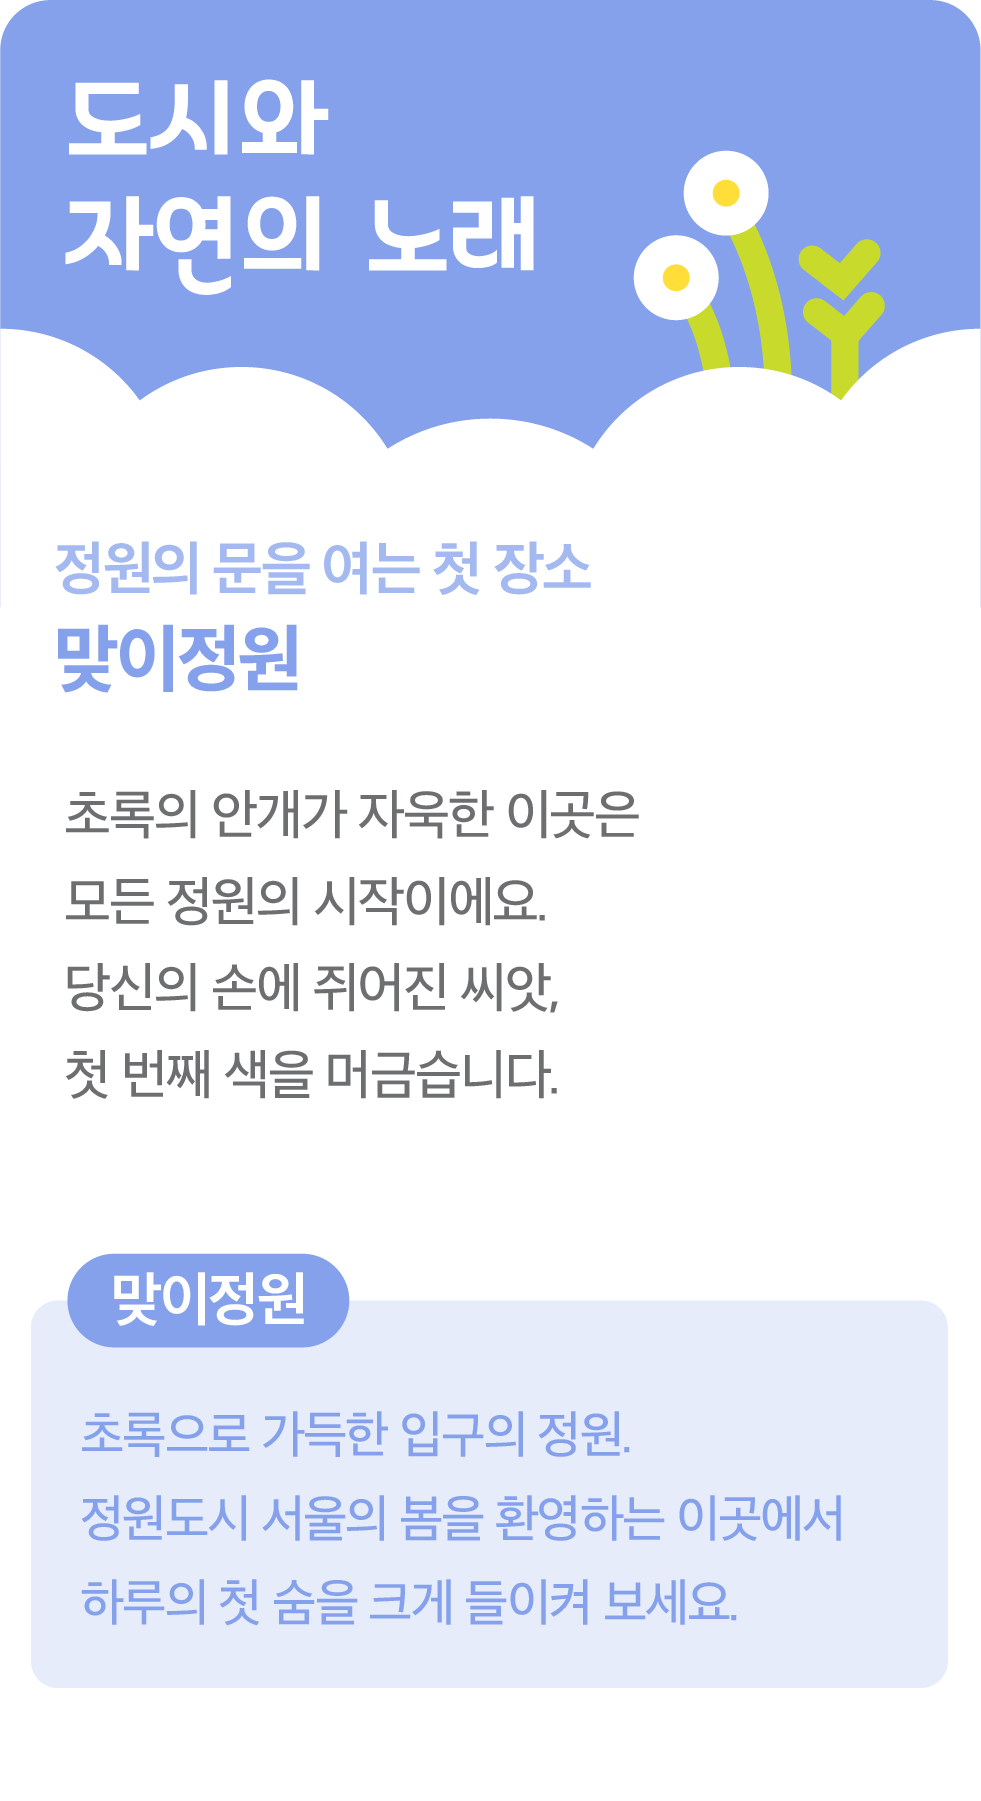 도시와
자연의 노래
정원의 문을 여는 첫 장소
맞이정원
초록의 안개가 자욱한 이곳은
모든 정원의 시작이에요.
당신의 손에 쥐어진 씨앗,
첫 번째 색을 머금습니다.
맞이정원
초록으로 가득한 입구의 정원.
정원도시 서울의 봄을 환영하는 이곳에서
하루의 첫 숨을 크게 들이켜 보세요.